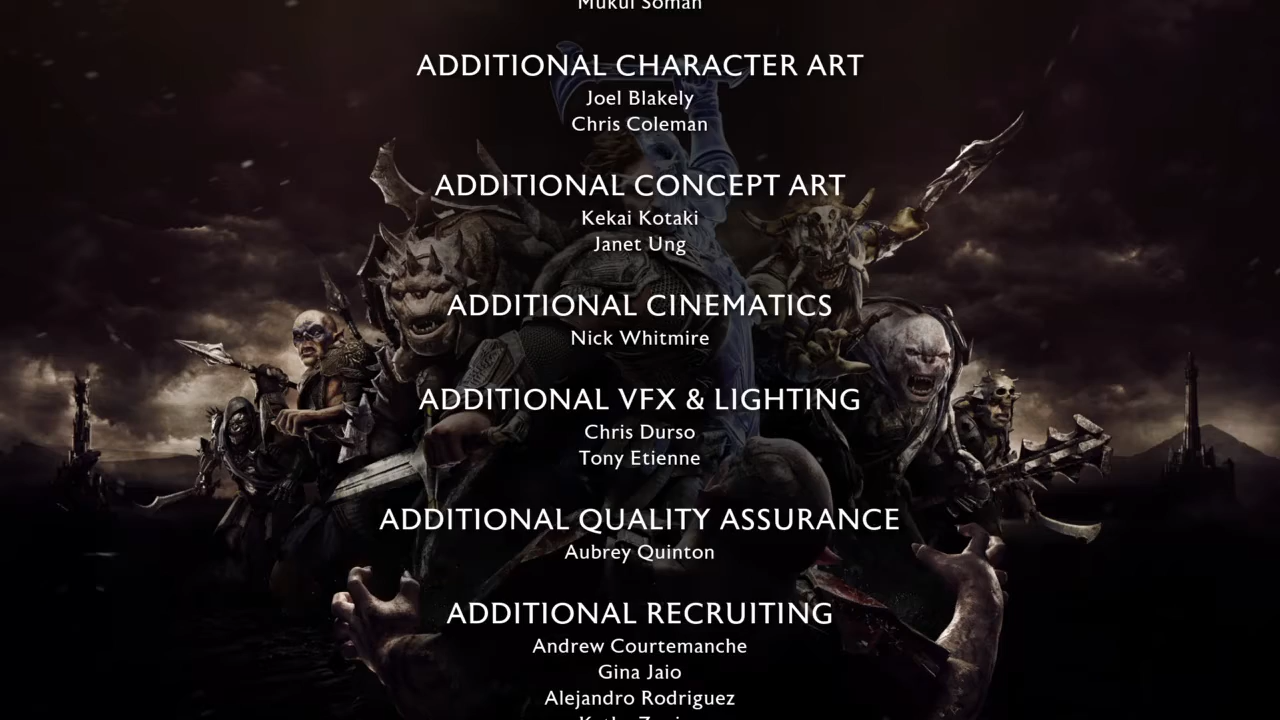 Mukul Soman
ADDITIONAL CHARACTER ART
Joel Blakely
Chris Coleman
ADDITIONAL CONCEPT ART
Kekai Kotaki
Janet Ung
ADDITIONAL CINEMATICS
Nick Whitmire
ADDITIONAL VFX & LIGHTING
Chris Durso
Tony Etienne
ADDITIONAL QUALITY ASSURANCE
Aubrey Quinton
ADDITIONAL RECRUITING
Andrew Courtemanche
Gina Jaio
Alejandro Rodriguez